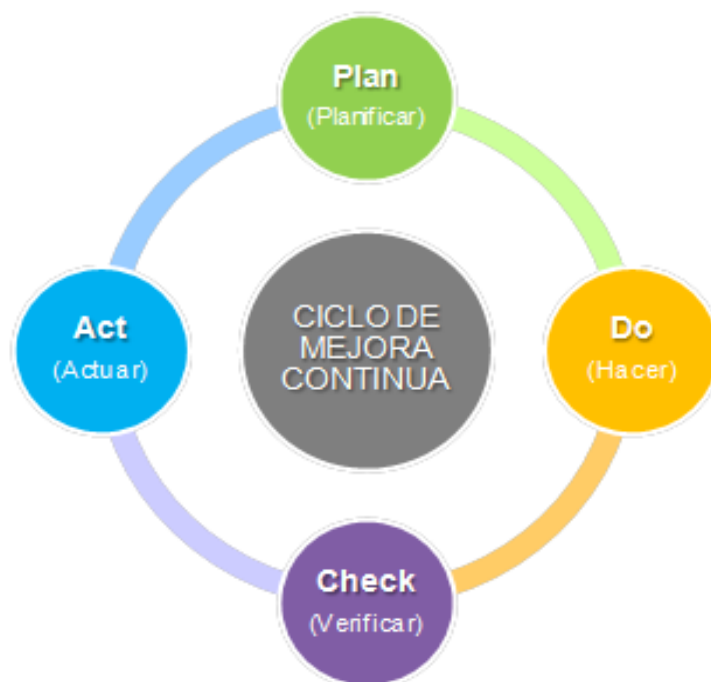 Plan
(Planificar)
Act
(Actuar)
CICLO DE
MEJORA
CONTINUA
Do
(Hacer)
Check
(Verificar)